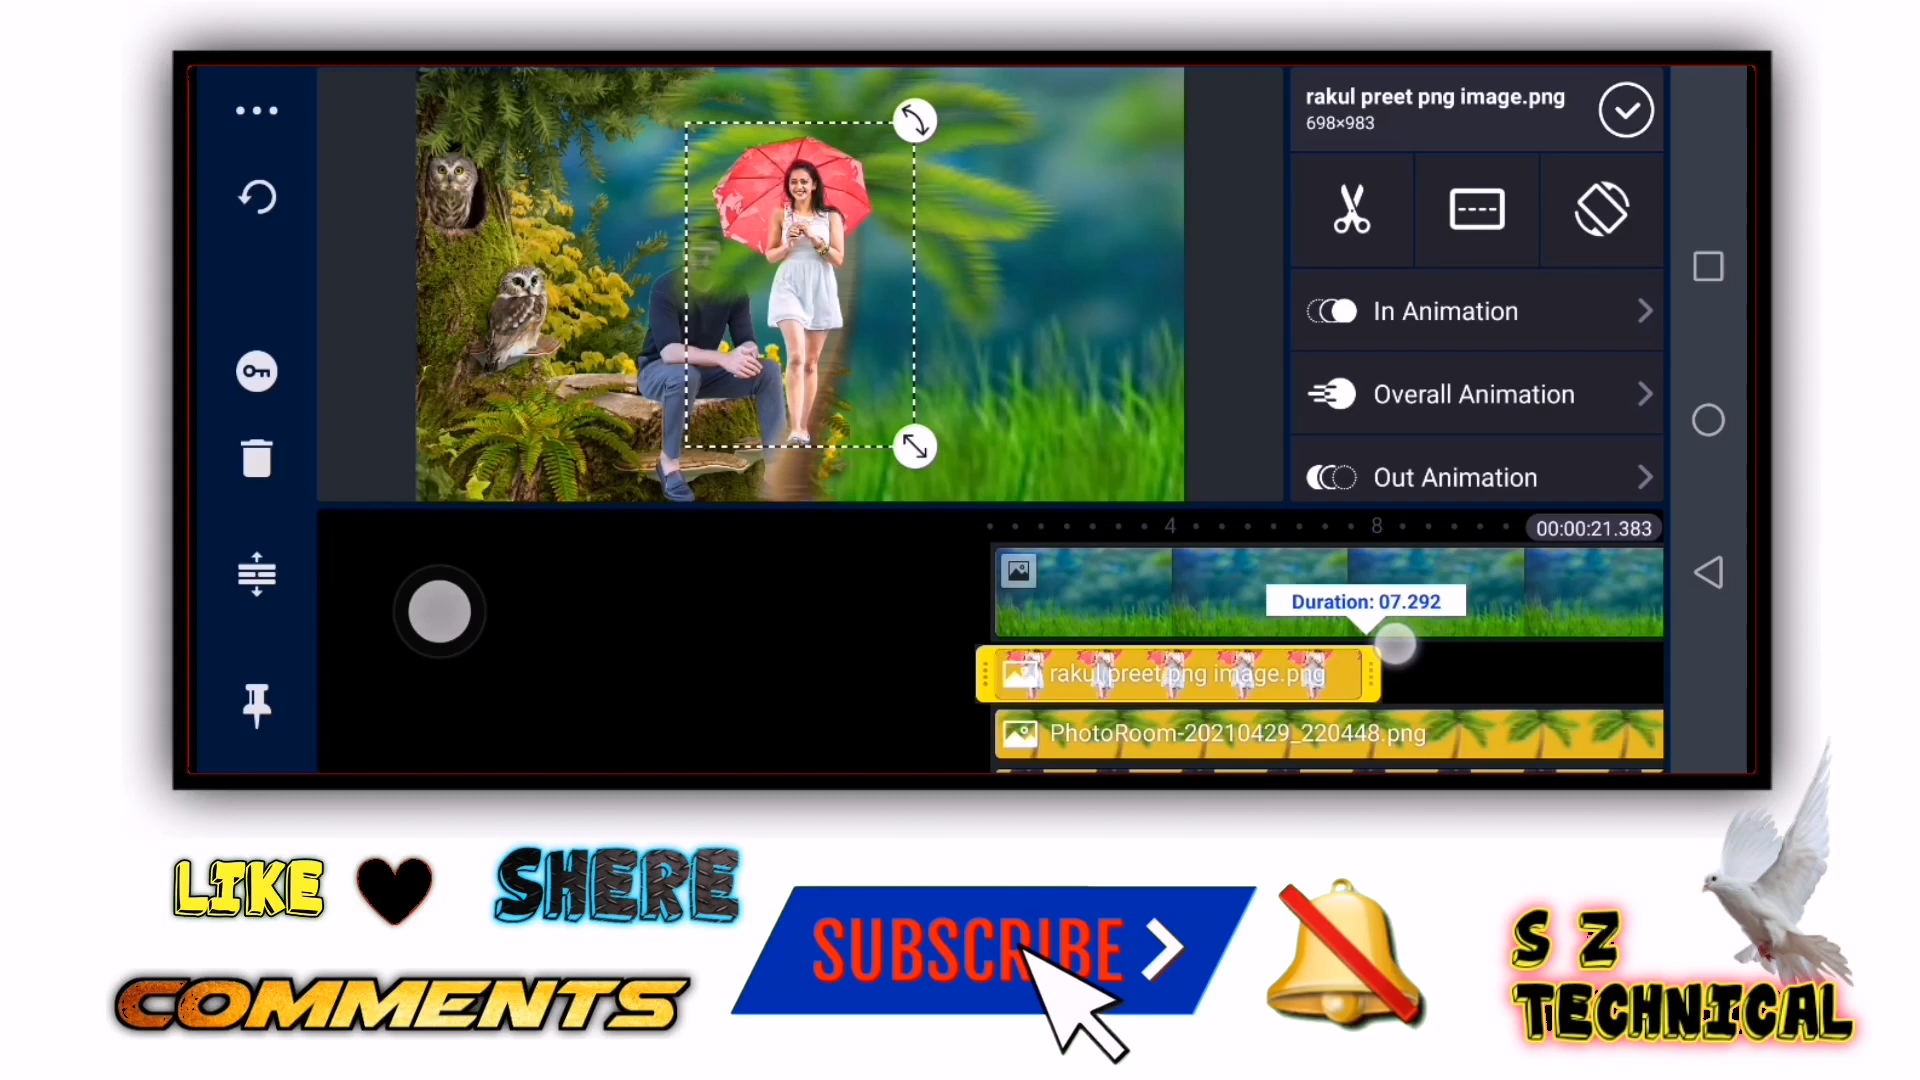 rakul preet png image.png
698×983
In Animation
Overall Animation
Out Animation
4
8
00:00:21.383
Duration: 07.292
rakul preet png image.png
PhotoRoom-20210429_220448.png
LIKE
SHERE
SUBSCRIBE
COMMENTS
S Z
TECHNICAL